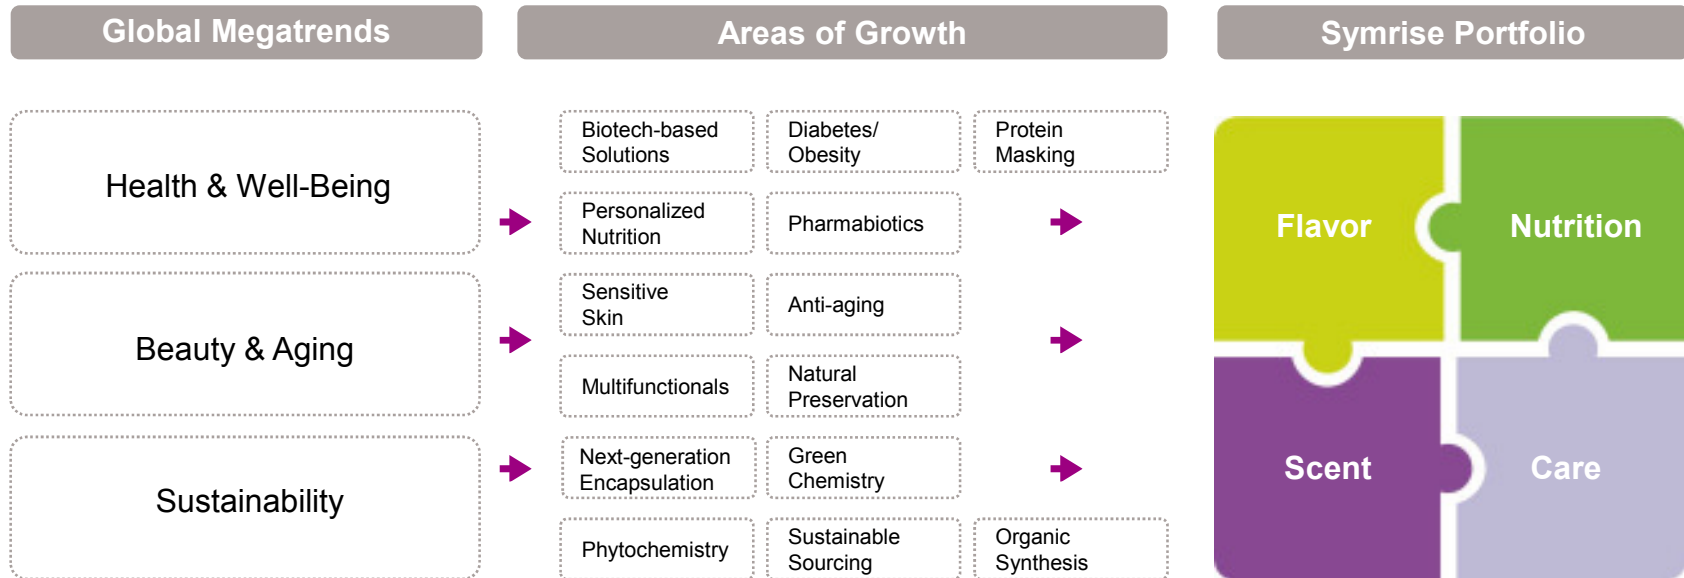 Global Megatrends
Areas of Growth
Symrise Portfolio
Health & Well-Being
Beauty & Aging
Sustainability
Biotech-based
Solutions
Diabetes/
Obesity
Protein
Masking
Personalized
Nutrition
Pharmabiotics
Sensitive
Skin
Anti-aging
Multifunctionals
Natural
Preservation
Next-generation
Encapsulation
Green
Chemistry
Phytochemistry
Sustainable
Sourcing
Organic
Synthesis
Flavor
Nutrition
Scent
Care